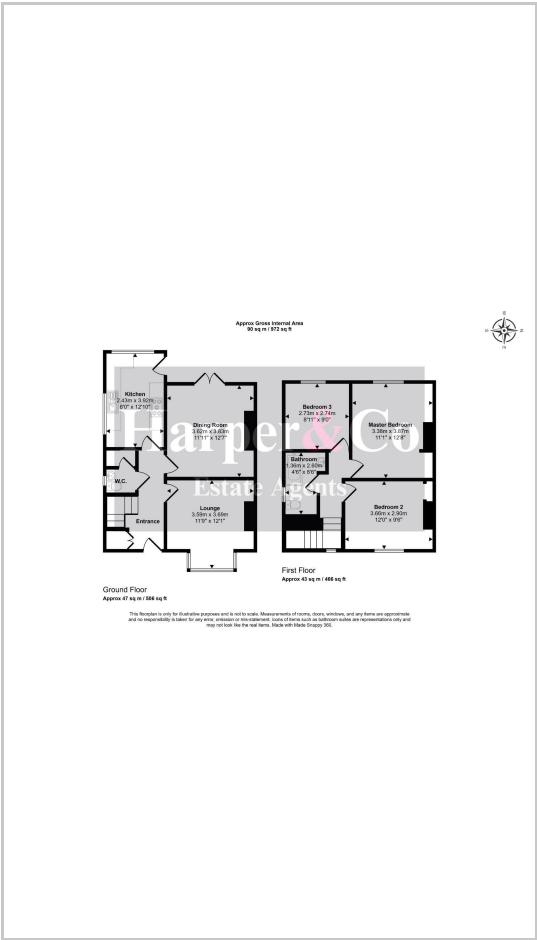 Approx Gross Internal Area
90 sq m / 972 sq ft
Kitchen
2.43m x 3.92m
8'0" x 12'10"
Dining Room
3.62m x 3.83m
11'11" x 12'7"
W.C.
Entrance
Lounge
3.59m x 3.69m
11'9" x 12'1"
Bedroom 3
2.73m x 2.74m
8'11" x 9'0"
Master Bedroom
3.38m x 3.87m
11'1" x 12'8"
Bathroom
1.36m x 2.60m
4'6" x 8'6"
Bedroom 2
3.66m x 2.90m
12'0" x 9'6"
Harper&Co
Estate Agents
Ground Floor
Approx 47 sq m / 506 sq ft
First Floor
Approx 43 sq m / 466 sq ft
This floorplan is only for illustrative purposes and is not to scale. Measurements of rooms, doors, windows, and any items are approximate
and no responsibility is taken for any error, omission or mis-statement. Icons of items such as bathroom suites are representations only and
may not look like the real items. Made with Made Snappy 360.